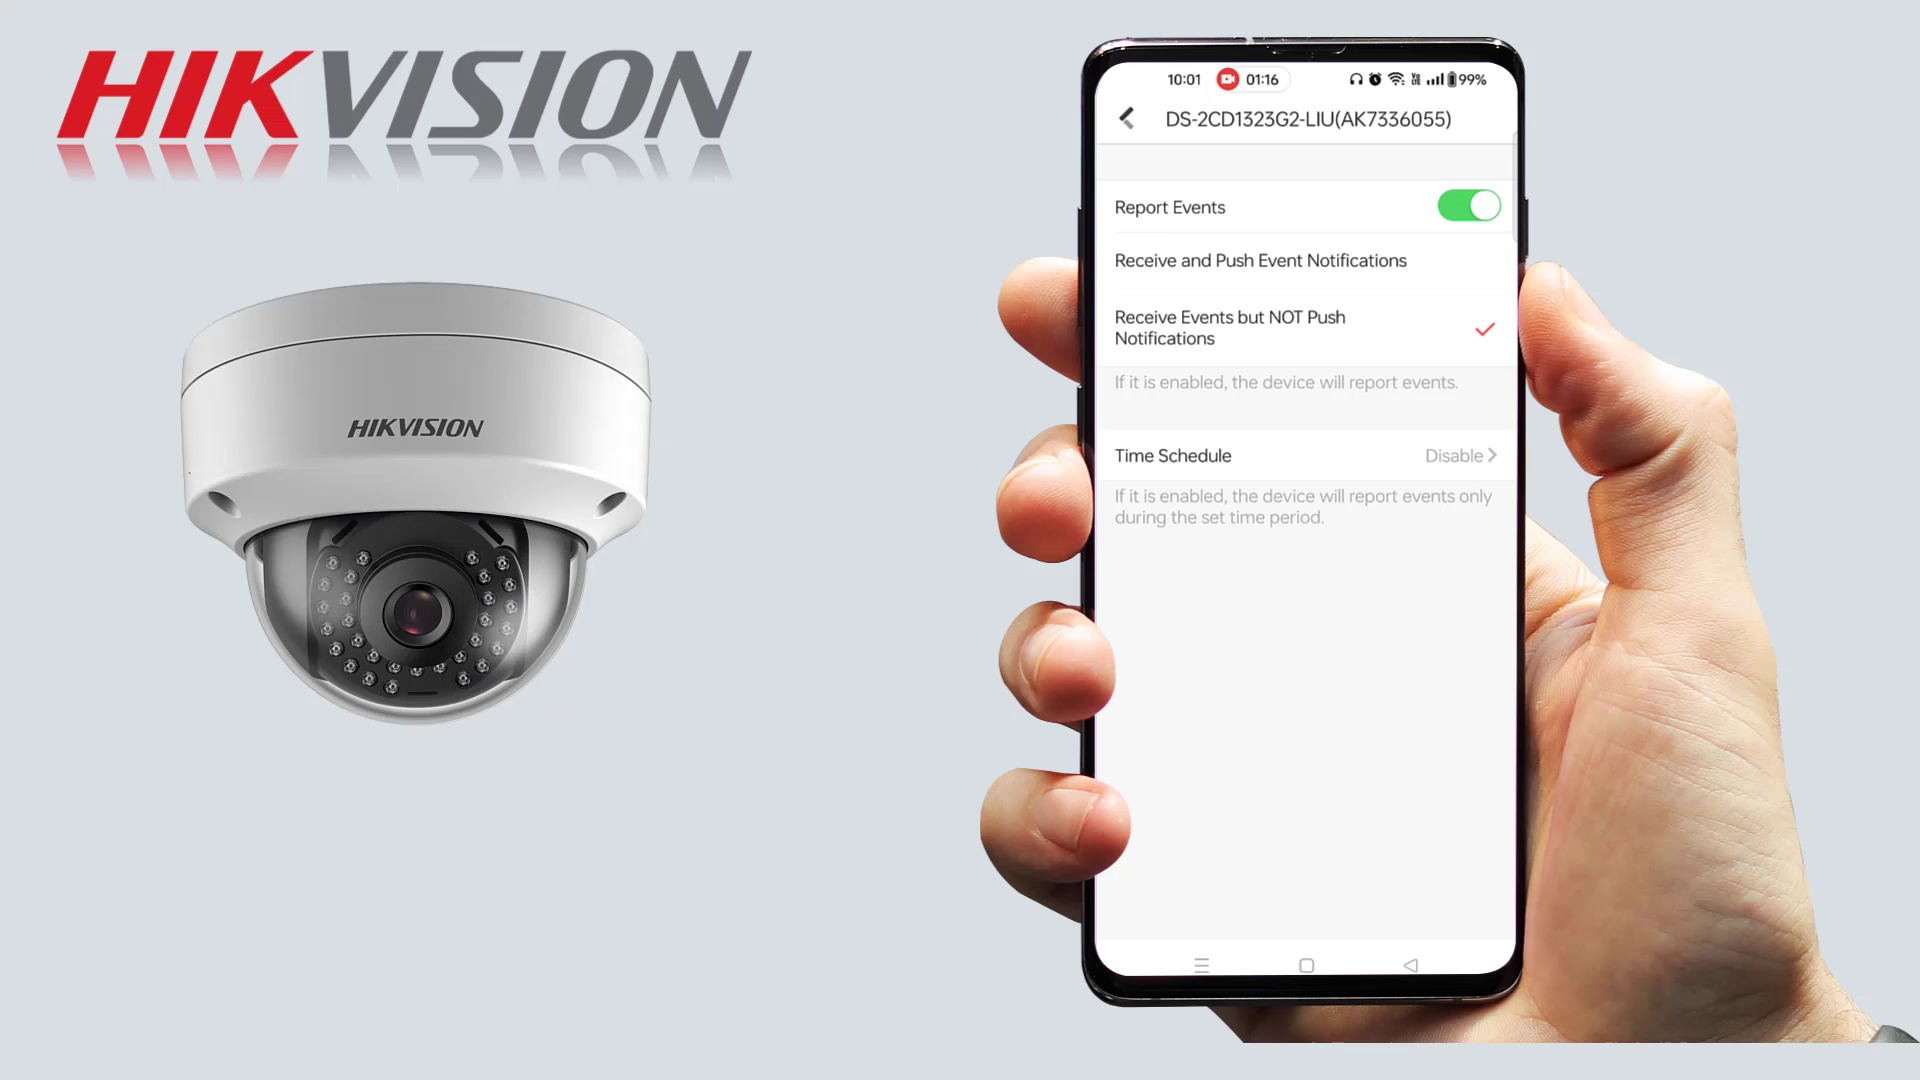 HIKVISION
HIKVISION
10:01 01:16 99%
DS-2CD1323G2-LIU(AK7336055)
Report Events
Receive and Push Event Notifications
Receive Events but NOT Push
Notifications
If it is enabled, the device will report events.
Time Schedule Disable
If it is enabled, the device will report events only
during the set time period.